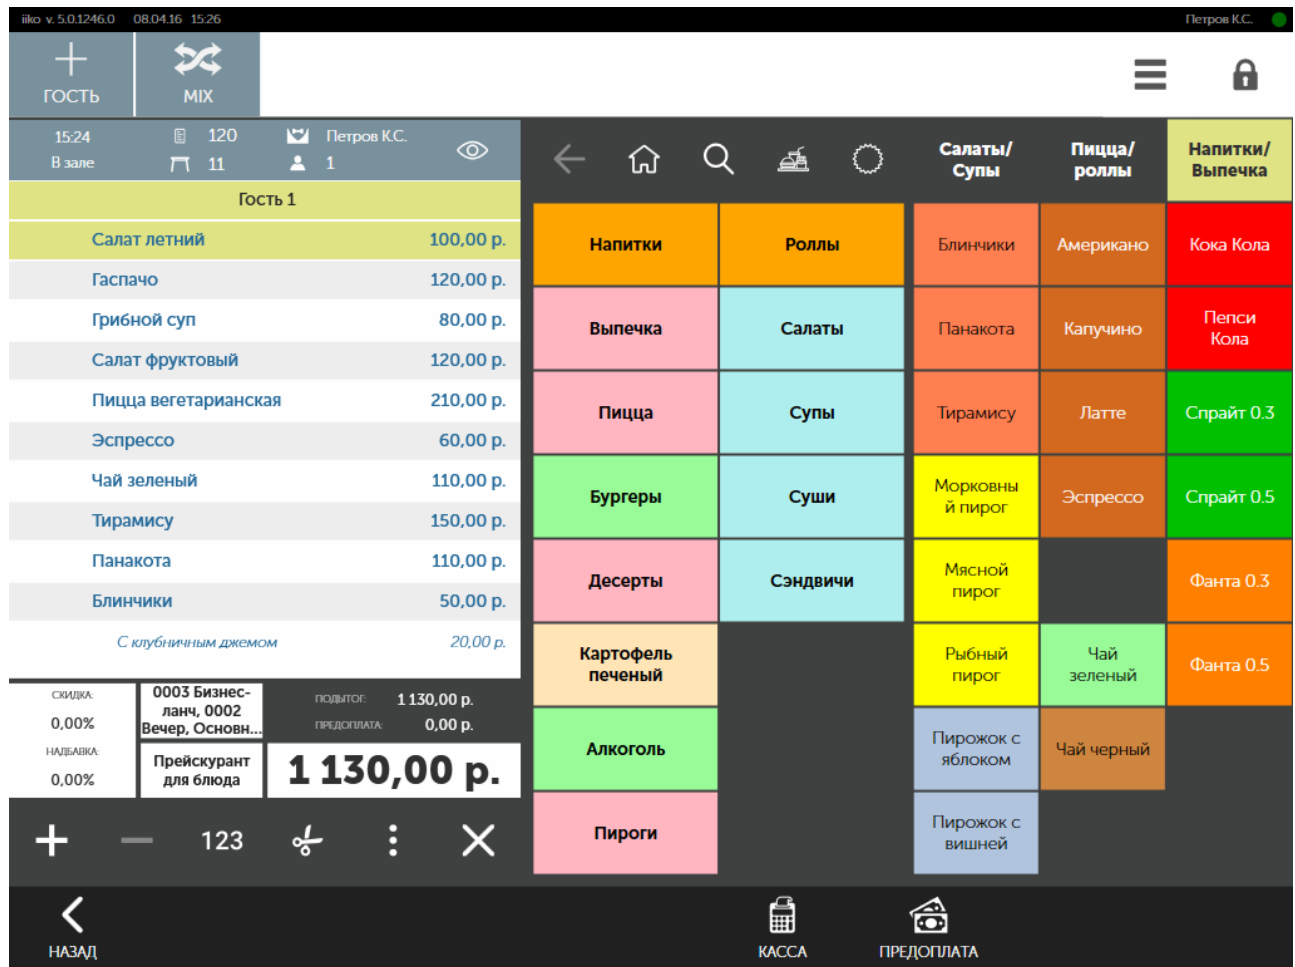 iiko v. 5.0.1246.0 08.04.16 15:26 Петров К.С.
ГОСТЬ
MIX
15:24 120 Петров К.С.
В зале 11 1
Гость 1
Салат летний 100,00 р.
Гаспачо 120,00 р.
Грибной суп 80,00 р.
Салат фруктовый 120,00 р.
Пицца вегетарианская 210,00 р.
Эспрессо 60,00 р.
Чай зеленый 110,00 р.
Тирамису 150,00 р.
Панакота 110,00 р.
Блинчики 50,00 р.
С клубничным джемом 20,00 р.
СКИДКА:
0,00%
НАДБАВКА:
0,00%
0003 Бизнес-
ланч, 0002
Вечер, Основн...
Прейскурант
для блюда
ПОДЫТОГ: 1 130,00 р.
ПРЕДОПЛАТА: 0,00 р.
1 130,00 р.
123
Салаты/
Супы
Пицца/
роллы
Напитки/
Выпечка
Напитки
Роллы
Блинчики
Американо
Кока Кола
Выпечка
Салаты
Панакота
Капучино
Пепси
Кола
Пицца
Супы
Тирамису
Латте
Спрайт 0.3
Бургеры
Суши
Морковны
й пирог
Эспрессо
Спрайт 0.5
Десерты
Сэндвичи
Мясной
пирог
Фанта 0.3
Картофель
печеный
Рыбный
пирог
Чай
зеленый
Фанта 0.5
Алкоголь
Пирожок с
яблоком
Чай черный
Пироги
Пирожок с
вишней
НАЗАД
КАССА
ПРЕДОПЛАТА